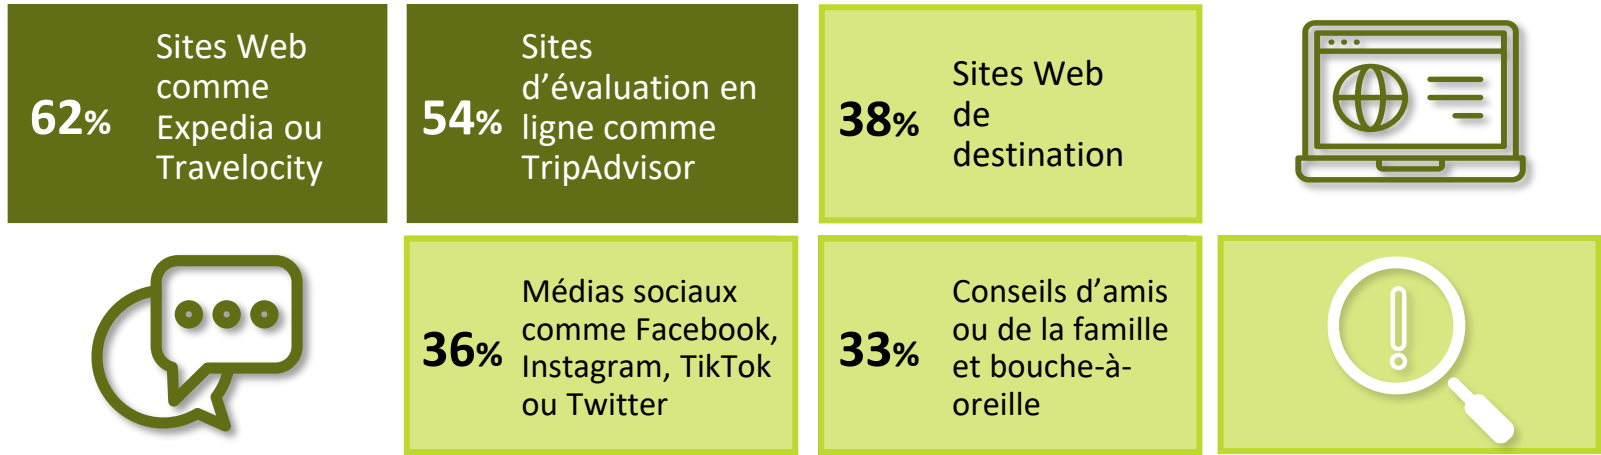 62%
Sites Web
comme
Expedia ou
Travelocity
54%
Sites
d’évaluation en
ligne comme
TripAdvisor
38%
Sites Web
de
destination
36%
Médias sociaux
comme Facebook,
Instagram, TikTok
ou Twitter
33%
Conseils d’amis
ou de la famille
et bouche-à-
oreille